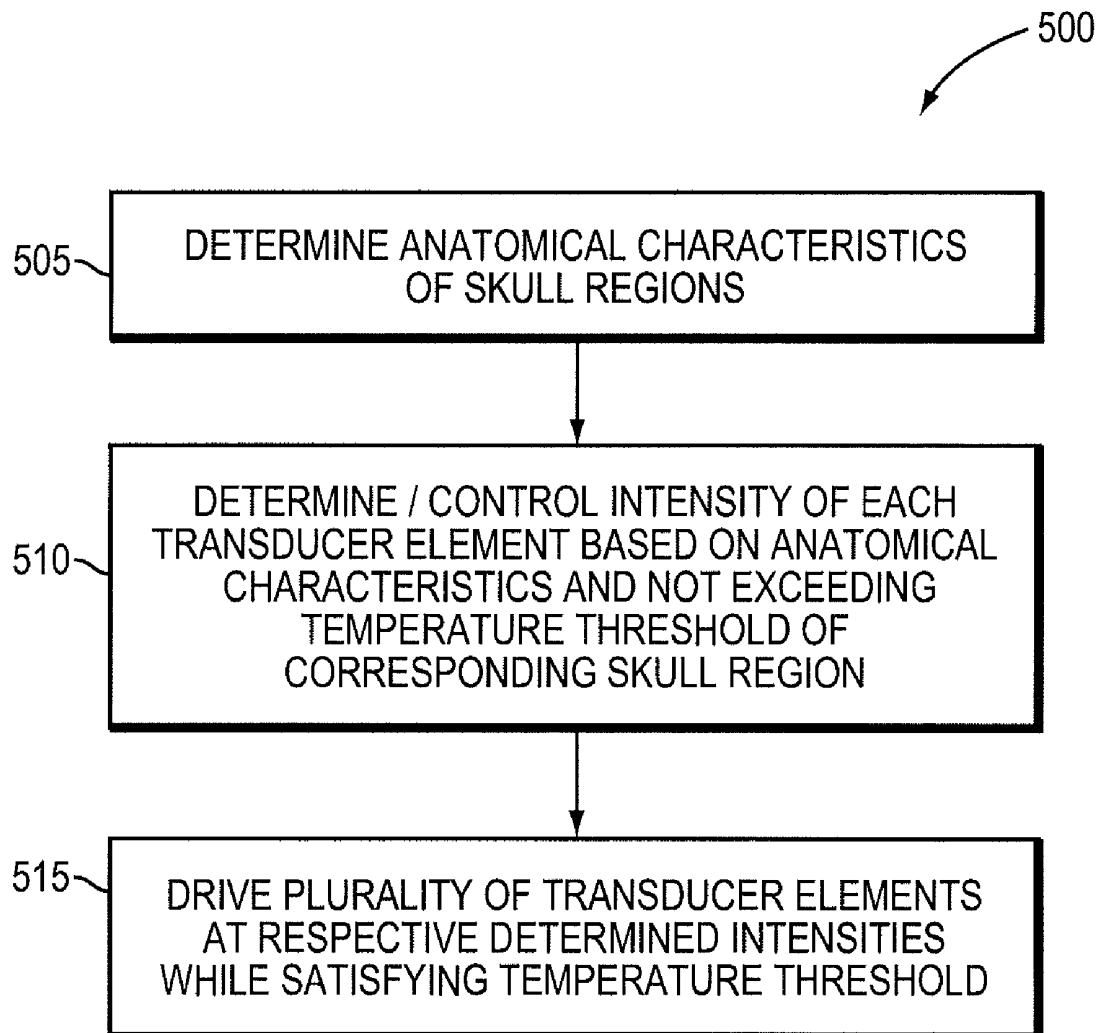 500
505
DETERMINE ANATOMICAL CHARACTERISTICS
OF SKULL REGIONS
510
DETERMINE / CONTROL INTENSITY OF EACH
TRANSDUCER ELEMENT BASED ON ANATOMICAL
CHARACTERISTICS AND NOT EXCEEDING
TEMPERATURE THRESHOLD OF
CORRESPONDING SKULL REGION
515
DRIVE PLURALITY OF TRANSDUCER ELEMENTS
AT RESPECTIVE DETERMINED INTENSITIES
WHILE SATISFYING TEMPERATURE THRESHOLD